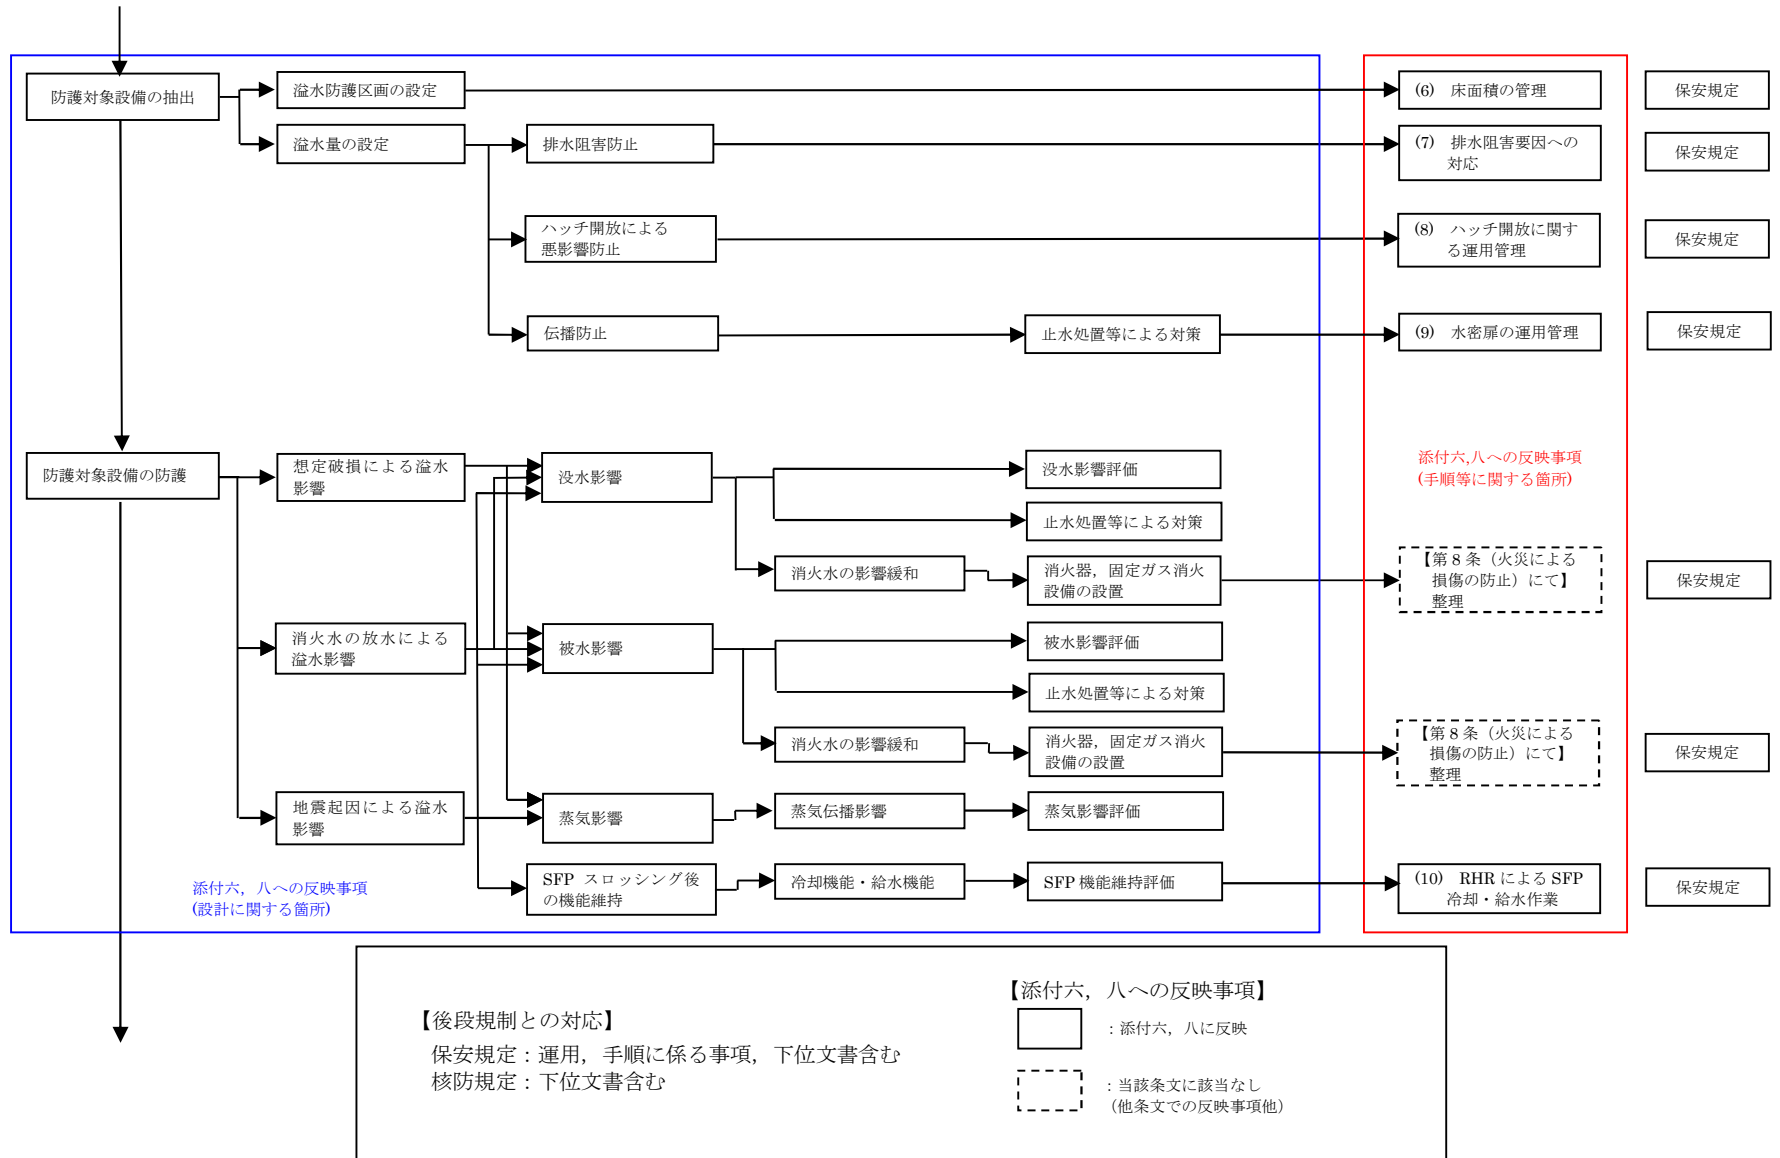 防護対象設備の抽出
溢水防護区画の設定
(6) 床面積の管理
保安規定
溢水量の設定
排水阻害防止
(7) 排水阻害要因への
対応
保安規定
ハッチ開放による
悪影響防止
(8) ハッチ開放に関す
る運用管理
保安規定
伝播防止
止水処置等による対策
(9) 水密扉の運用管理
保安規定
防護対象設備の防護
想定破損による溢水
影響
没水影響
没水影響評価
止水処置等による対策
添付六,八への反映事項
(手順等に関する箇所)
消火水の影響緩和
消火器，固定ガス消火
設備の設置
【第8条（火災による
損傷の防止）にて】
整理
保安規定
消火水の放水による
溢水影響
被水影響
被水影響評価
止水処置等による対策
消火水の影響緩和
消火器，固定ガス消火
設備の設置
【第8条（火災による
損傷の防止）にて】
整理
保安規定
地震起因による溢水
影響
蒸気影響
蒸気伝播影響
蒸気影響評価
SFP スロッシング後
の機能維持
冷却機能・給水機能
SFP機能維持評価
(10) RHRによるSFP
冷却・給水作業
保安規定
添付六，八への反映事項
(設計に関する箇所)
【後段規制との対応】
保安規定：運用，手順に係る事項，下位文書含む
核防規定：下位文書含む
【添付六，八への反映事項】
：添付六，八に反映
：当該条文に該当なし
（他条文での反映事項他）